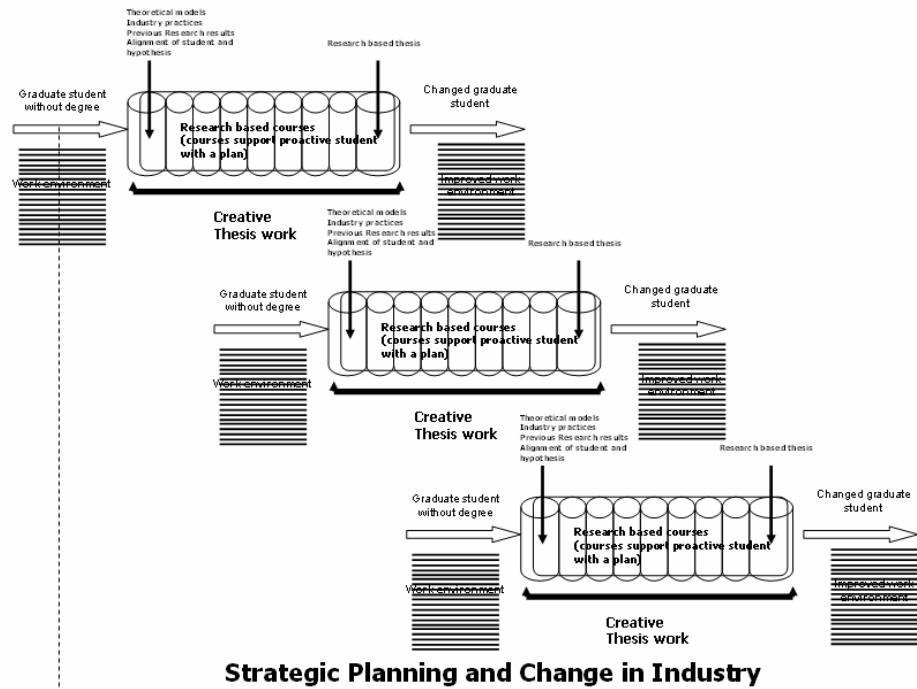 Theoretical models
Industry practices
Previous Research results
Alignment of student and
hypothesis
Research based thesis
Graduate student
without degree
Changed graduate
student
Research based courses
(courses support proactive student
with a plan)
Work environment
Improved work
environment
Creative
Thesis work
Theoretical models
Industry practices
Previous Research results
Alignment of student and
hypothesis
Research based thesis
Graduate student
without degree
Changed graduate
student
Research based courses
(courses support proactive student
with a plan)
Work environment
Improved work
environment
Creative
Thesis work
Theoretical models
Industry practices
Previous Research results
Alignment of student and
hypothesis
Research based thesis
Graduate student
without degree
Changed graduate
student
Research based courses
(courses support proactive student
with a plan)
Work environment
Improved work
environment
Creative
Thesis work
Strategic Planning and Change in Industry